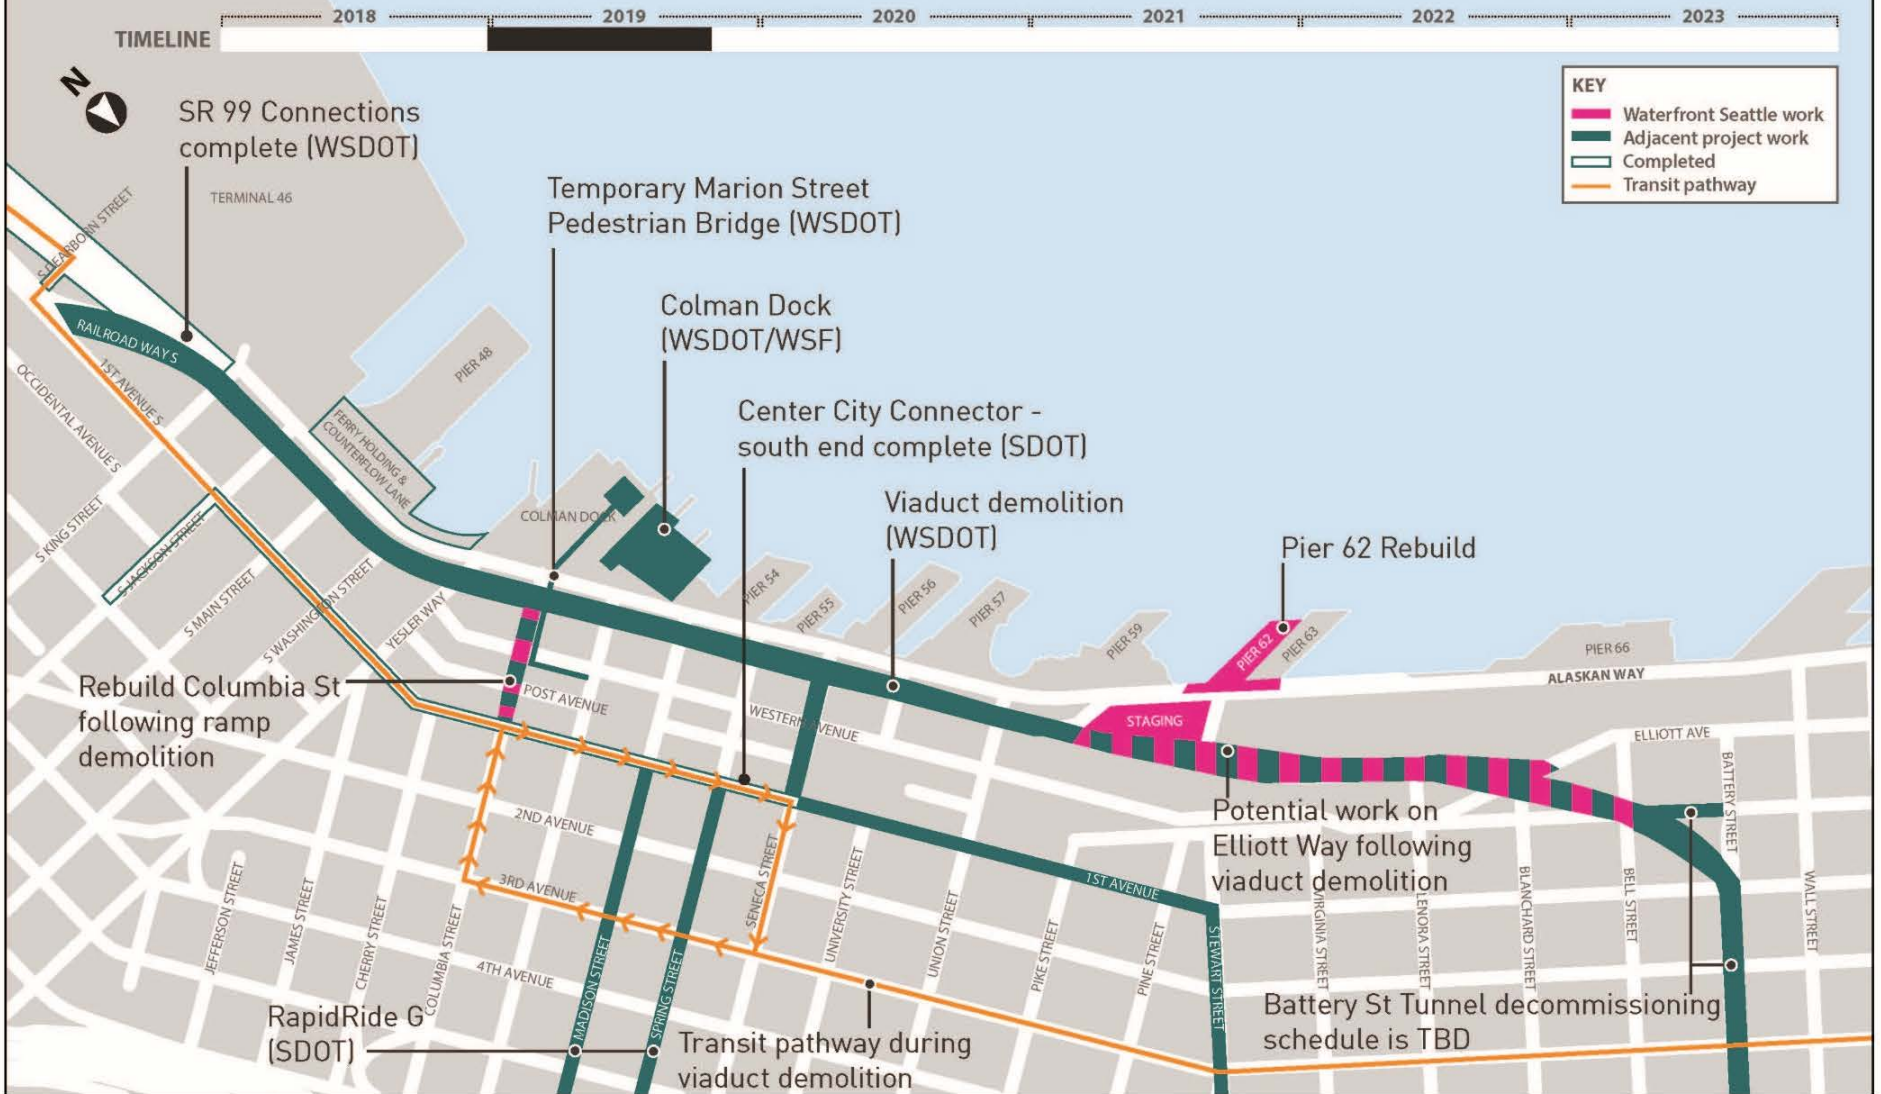 2018
2019
2020
2021
2022
2023
TIMELINE
N
KEY
Waterfront Seattle work
Adjacent project work
Completed
Transit pathway
SR 99 Connections
complete (WSDOT)
TERMINAL 46
Temporary Marion Street
Pedestrian Bridge (WSDOT)
S DEARBORN STREET
Colman Dock
(WSDOT/WSF)
RAILROAD WAY S
PIER 48
1ST AVENUE S
OCCIDENTAL AVENUE S
FERRY HOLDING &
COUNTERFLOW LANE
Center City Connector -
south end complete (SDOT)
Viaduct demolition
(WSDOT)
COLMAN DOCK
Pier 62 Rebuild
S KING STREET
S JACKSON STREET
S MAIN STREET
S WASHINGTON STREET
YESLER WAY
PIER 54
PIER 55
PIER 56
PIER 57
PIER 59
PIER 62
PIER 63
PIER 66
ALASKAN WAY
Rebuild Columbia St
following ramp
demolition
POST AVENUE
WESTERN AVENUE
STAGING
ELLIOTT AVE
BATTERY STREET
Potential work on
Elliott Way following
viaduct demolition
2ND AVENUE
3RD AVENUE
1ST AVENUE
4TH AVENUE
JEFFERSON STREET
JAMES STREET
CHERRY STREET
COLUMBIA STREET
MADISON STREET
SPRING STREET
SENECA STREET
UNIVERSITY STREET
UNION STREET
PIKE STREET
PINE STREET
STEWART STREET
VIRGINIA STREET
LENORA STREET
BLANCHARD STREET
BELL STREET
WALL STREET
RapidRide G
(SDOT)
Transit pathway during
viaduct demolition
Battery St Tunnel decommissioning
schedule is TBD